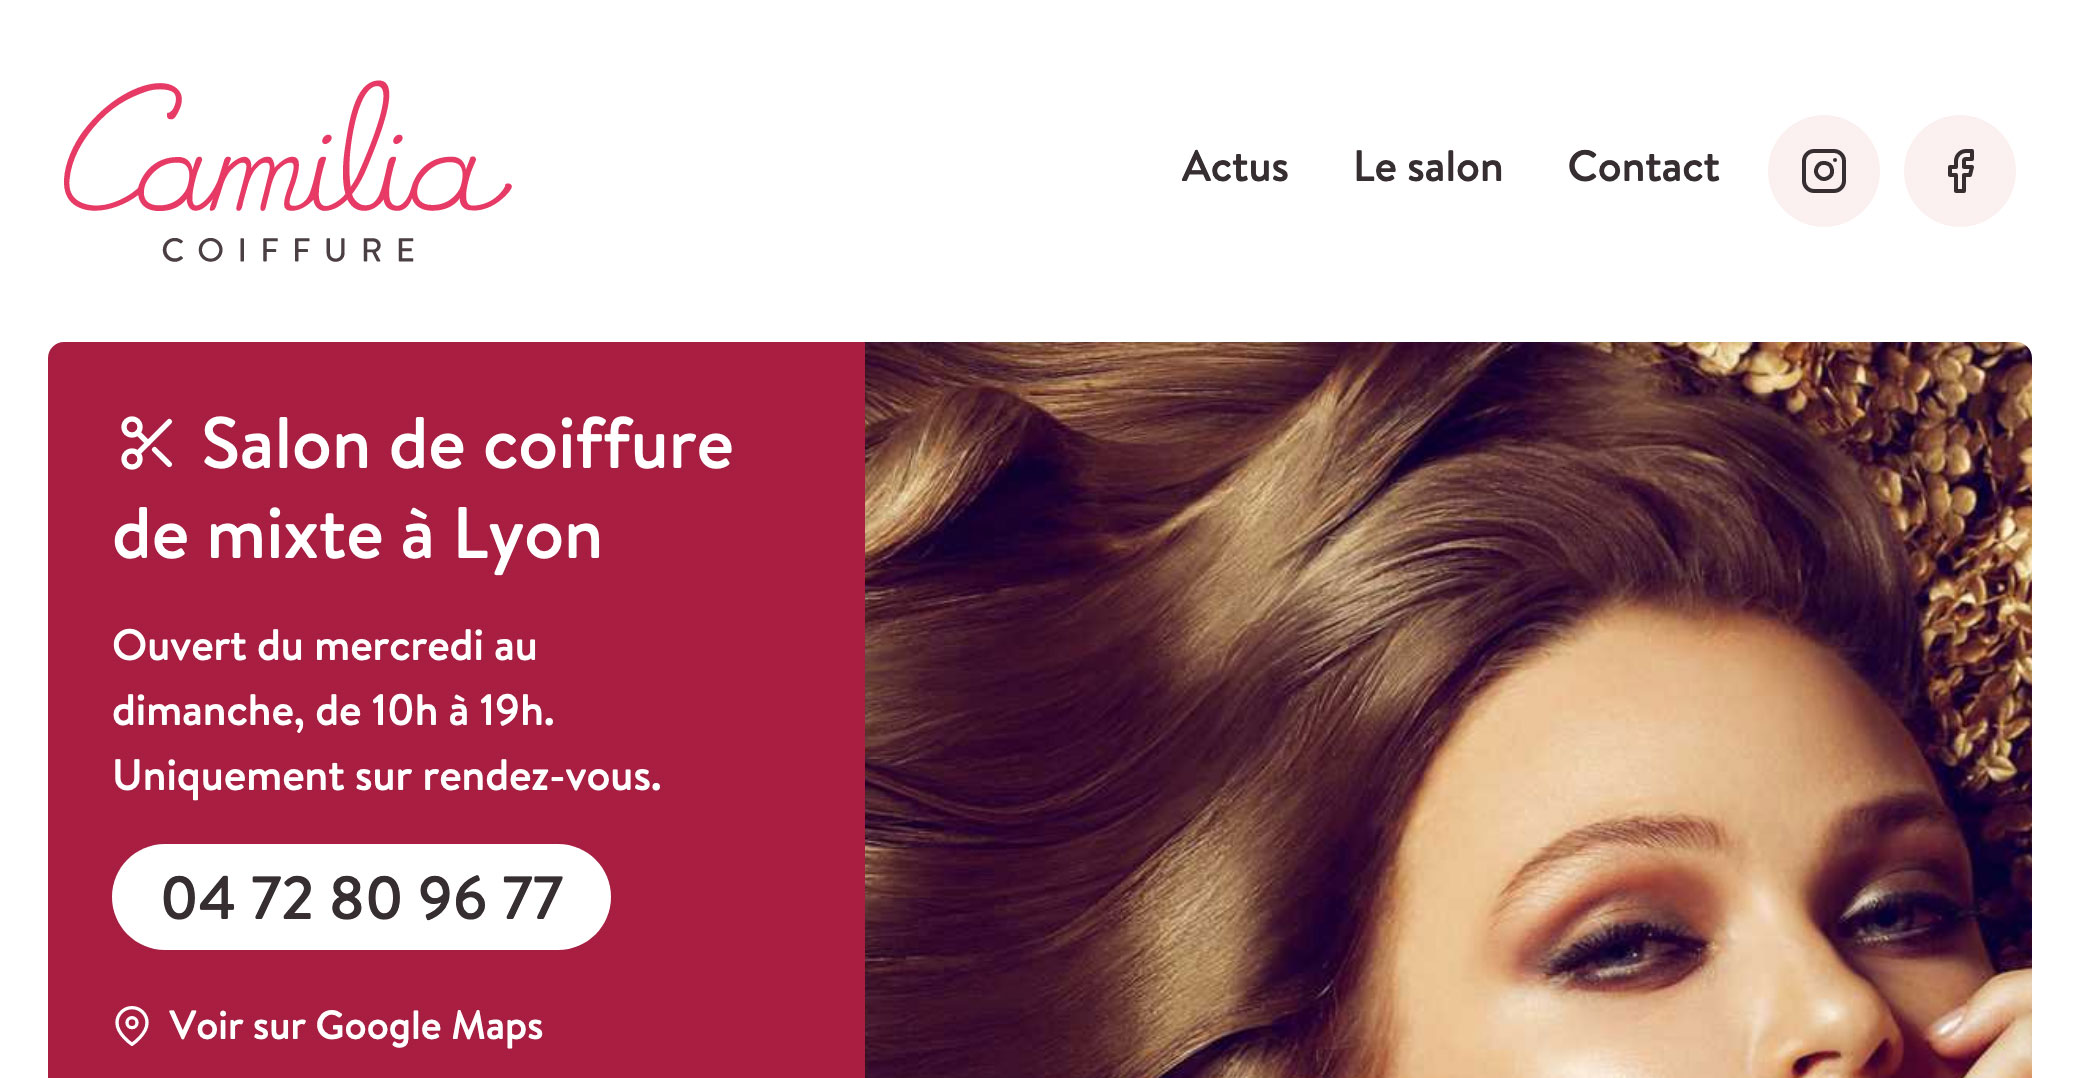 Camilia
COIFFURE
Actus Le salon Contact
Salon de coiffure
de mixte à Lyon
Ouvert du mercredi au
dimanche, de 10h à 19h.
Uniquement sur rendez-vous.
04 72 80 96 77
Voir sur Google Maps